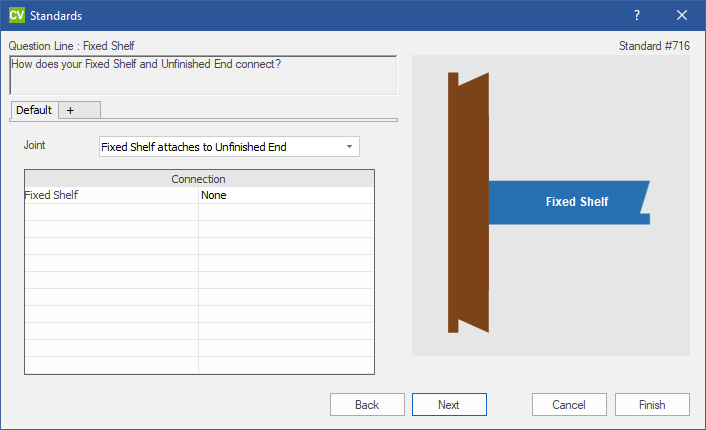 CV Standards ?
Question Line : Fixed Shelf Standard #716
How does your Fixed Shelf and Unfinished End connect?
Default +
Joint Fixed Shelf attaches to Unfinished End
Connection
Fixed Shelf None
Fixed Shelf
Back Next Cancel Finish